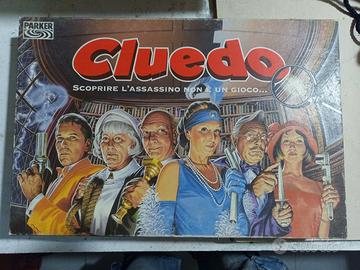 PARKER
Cluedo
SCOPRIRE L'ASSASSINO NON È UN GIOCO...